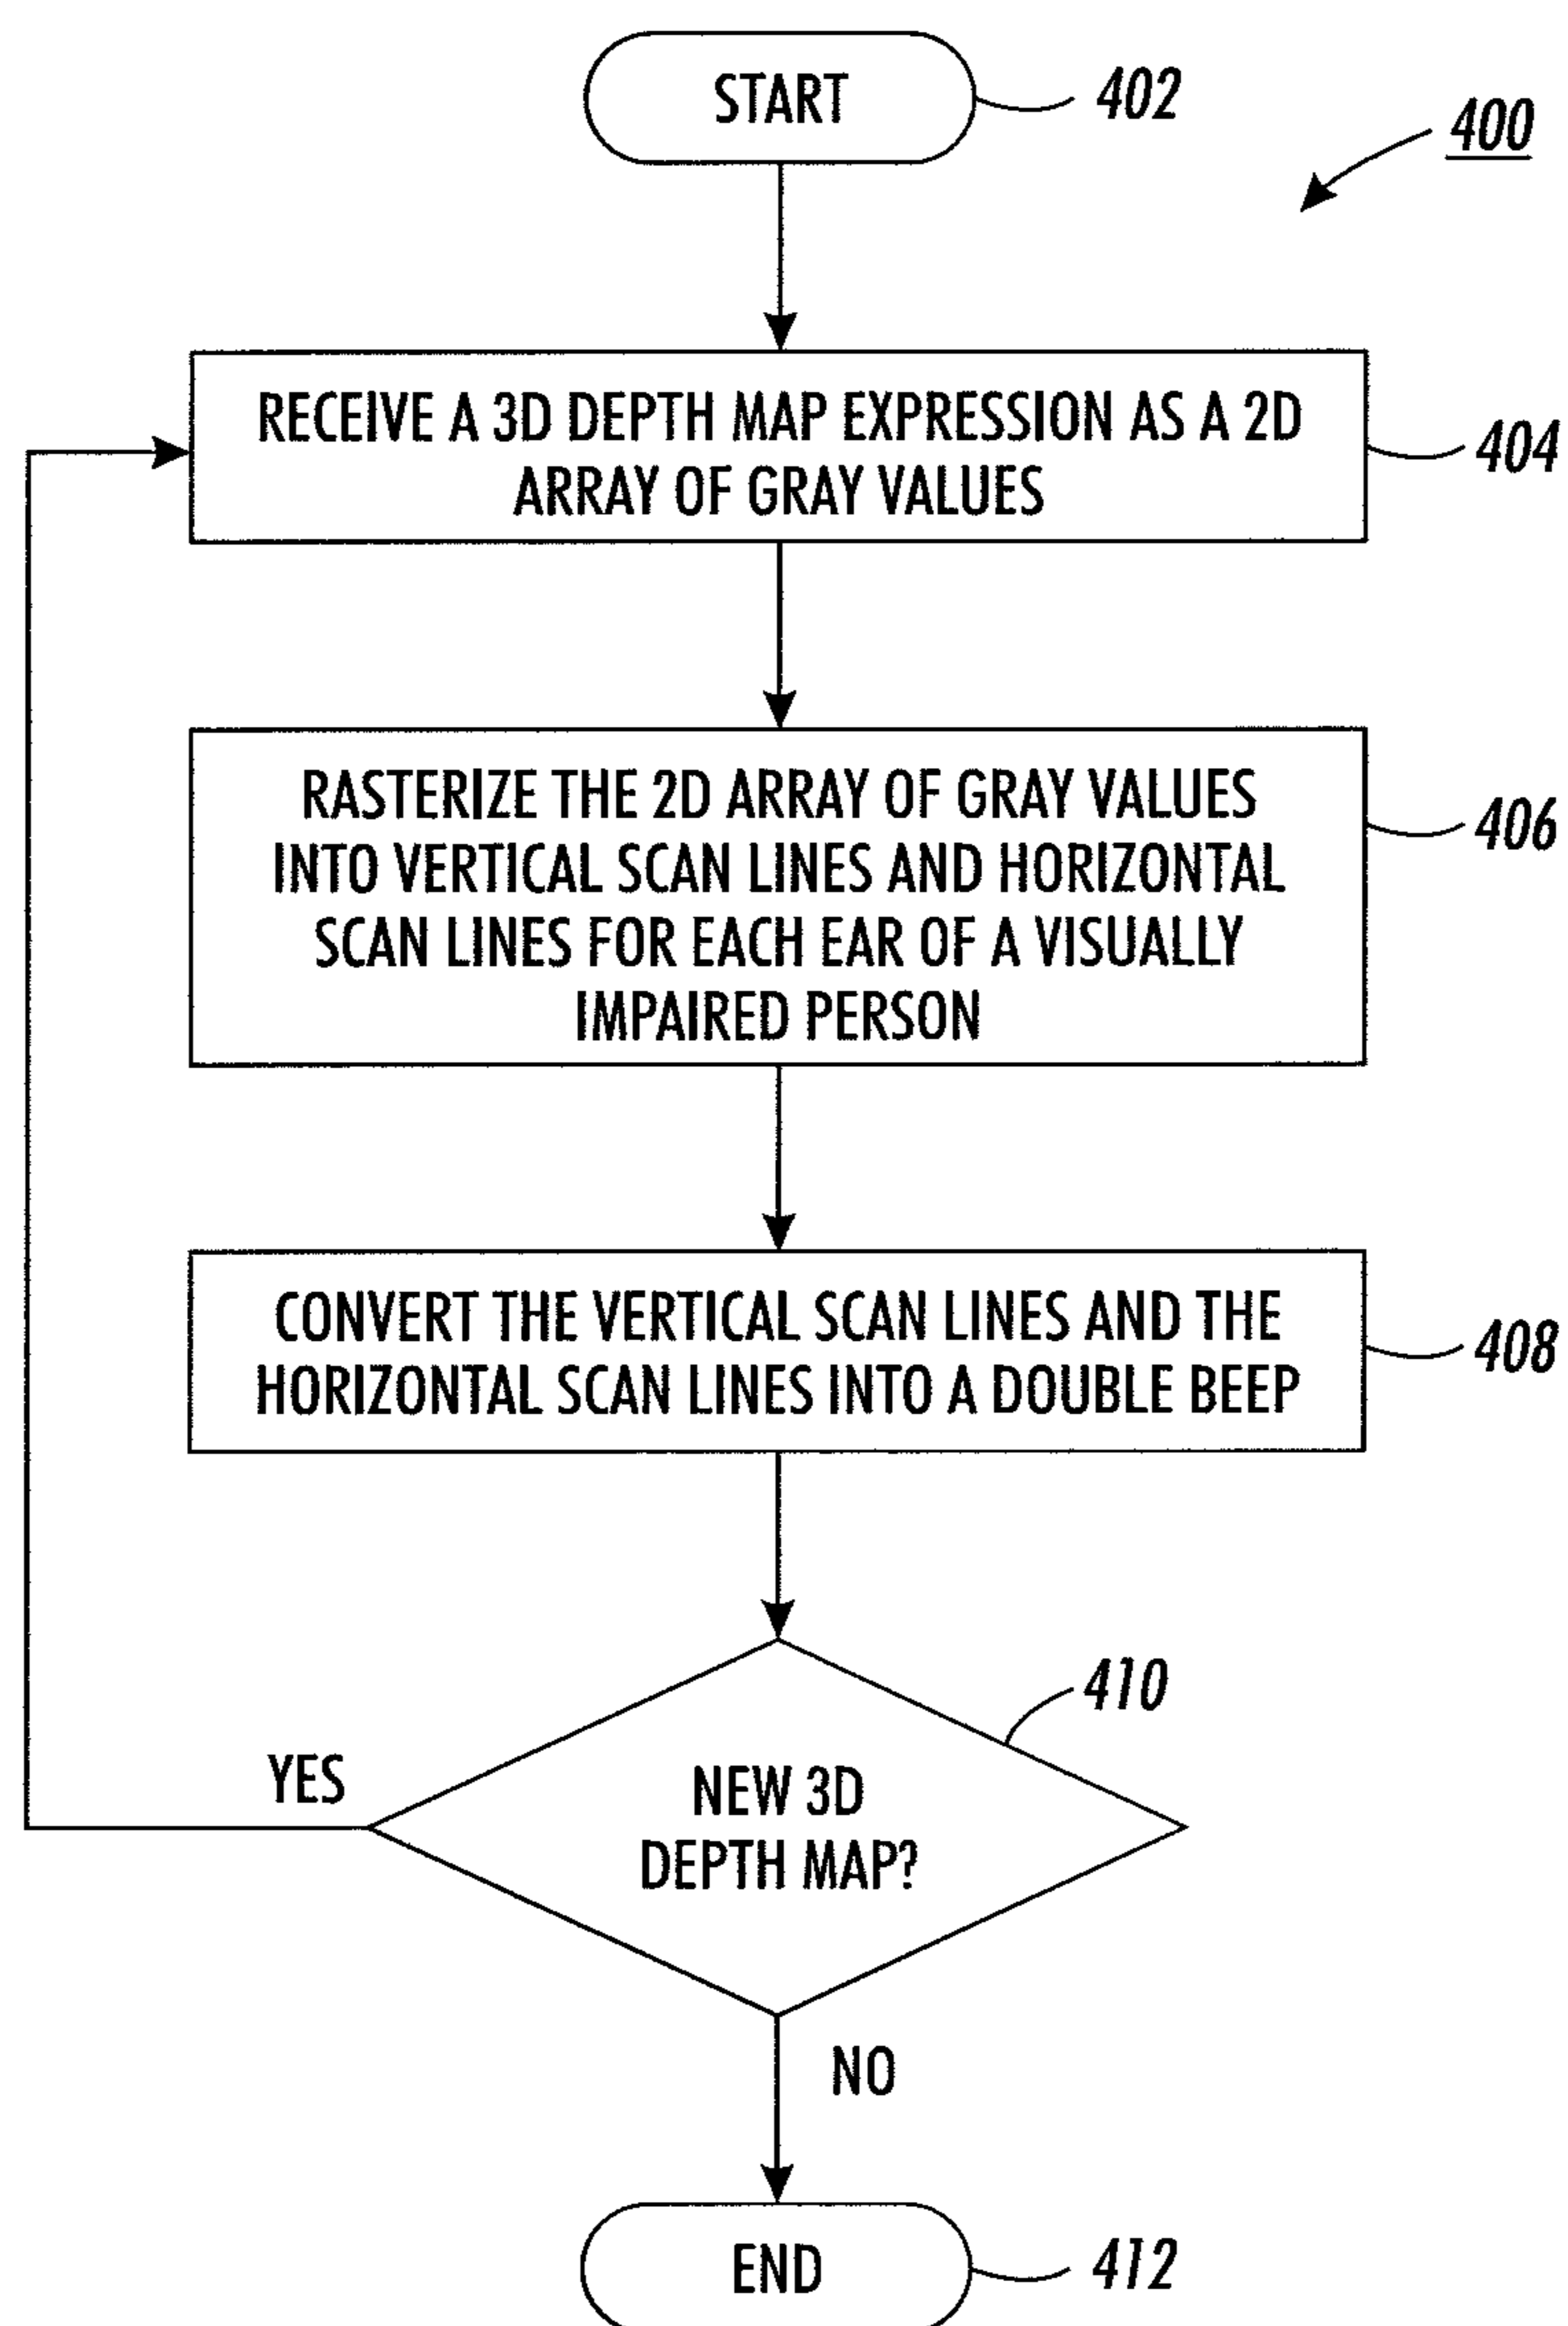 START
402
400
RECEIVE A 3D DEPTH MAP EXPRESSION AS A 2D
ARRAY OF GRAY VALUES
404
RASTERIZE THE 2D ARRAY OF GRAY VALUES
INTO VERTICAL SCAN LINES AND HORIZONTAL
SCAN LINES FOR EACH EAR OF A VISUALLY
IMPAIRED PERSON
406
CONVERT THE VERTICAL SCAN LINES AND THE
HORIZONTAL SCAN LINES INTO A DOUBLE BEEP
408
410
YES
NEW 3D
DEPTH MAP?
NO
END
412